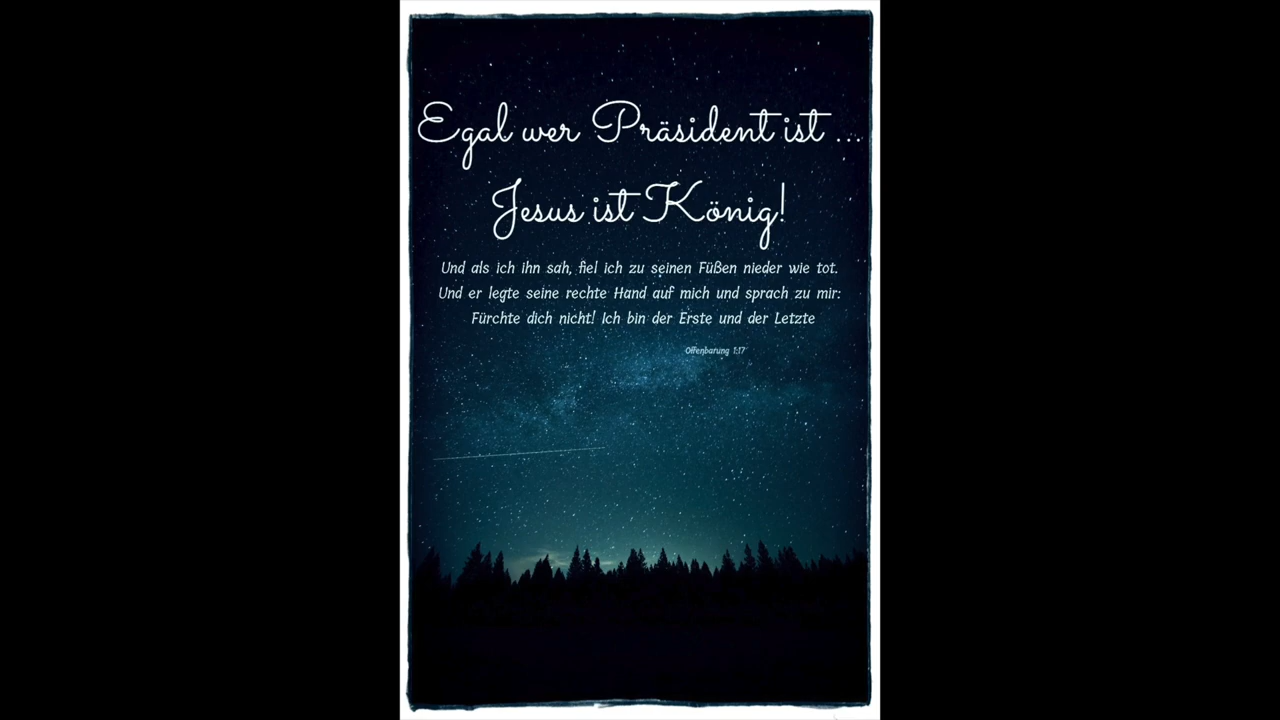 Egal wer Präsident ist ...
Jesus ist König!
Und als ich ihn sah, fiel ich zu seinen Füßen nieder wie tot.
Und er legte seine rechte Hand auf mich und sprach zu mir:
Fürchte dich nicht! Ich bin der Erste und der Letzte
Offenbarung 1:17